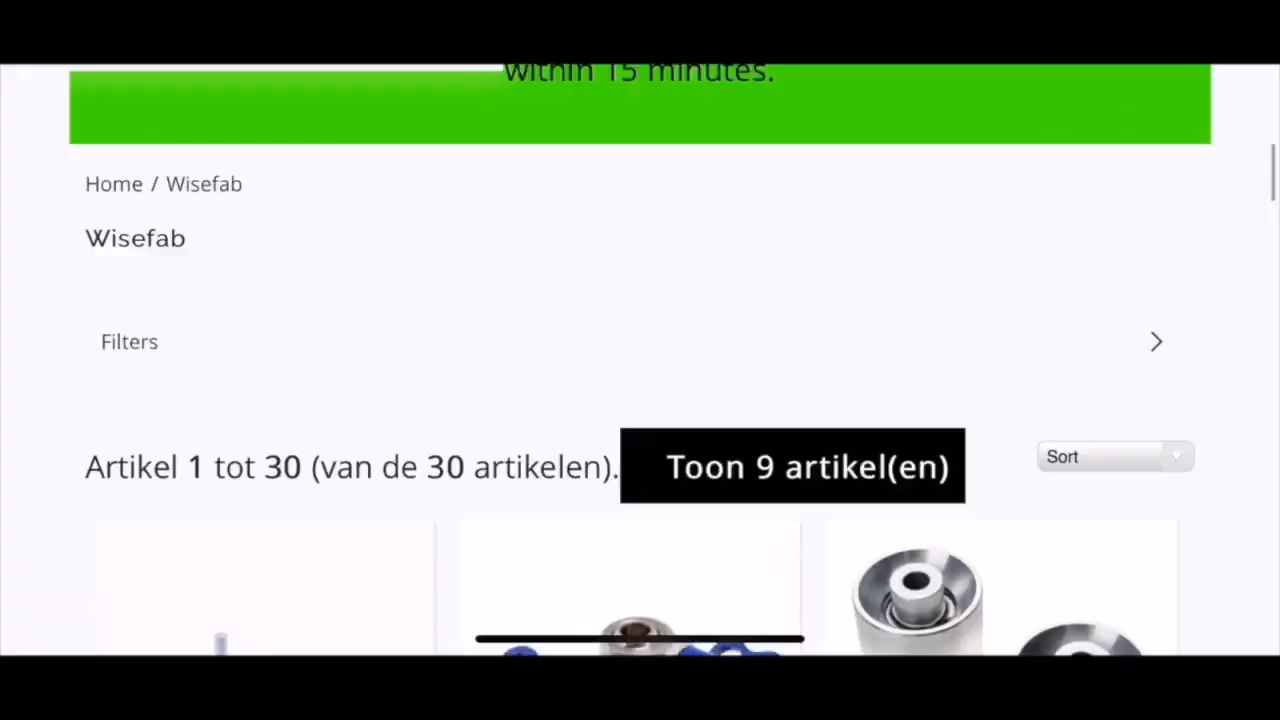 within 15 minutes.
Home / Wisefab
Wisefab
Filters
Artikel 1 tot 30 (van de 30 artikelen). Toon 9 artikel(en)
Sort